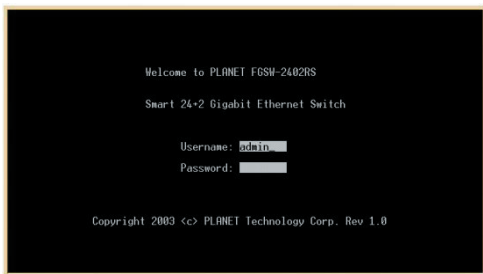 Welcome to PLANET FGSW-2402RS
Smart 24+2 Gigabit Ethernet Switch
Username: admin_
Password:
Copyright 2003 <c> PLANET Technology Corp. Rev 1.0